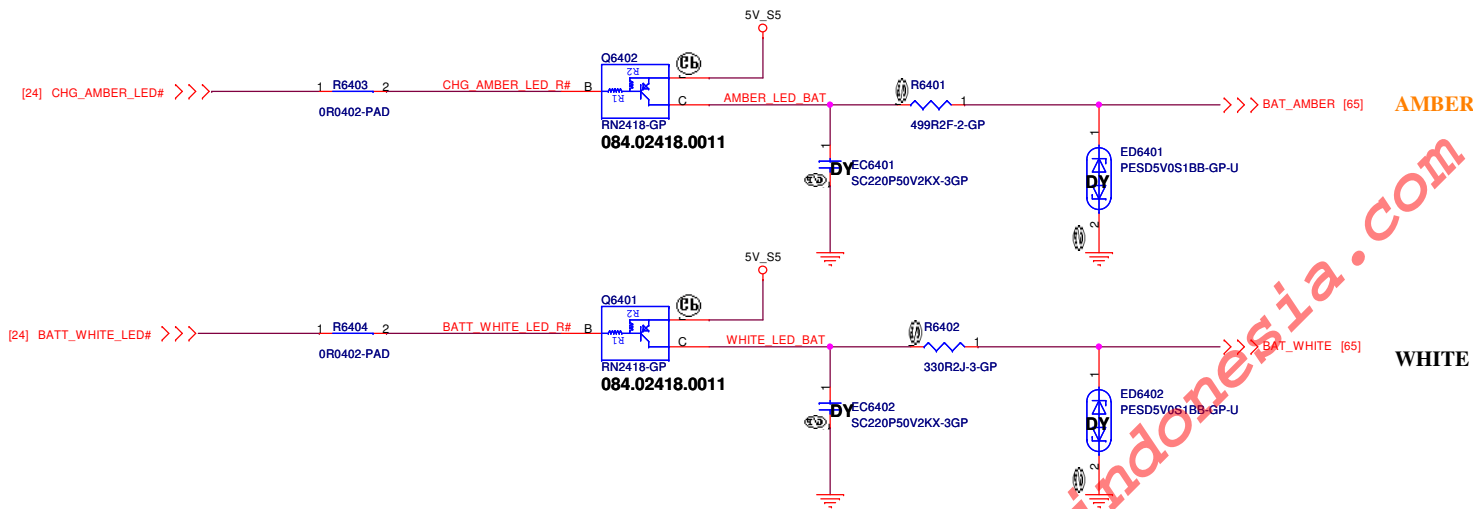 5V_S5
Q6402
R2
E
[24] CHG_AMBER_LED#
1 R6403 2
CHG_AMBER_LED_R#
B
R1
C
AMBER_LED_BAT
R6401
1
BAT_AMBER [65]
AMBER
0R0402-PAD
RN2418-GP
084.02418.0011
499R2F-2-GP
1
DY
EC6401
SC220P50V2KX-3GP
1
ED6401
PESD5V0S1BB-GP-U
DY
2
5V_S5
Q6401
R2
E
[24] BATT_WHITE_LED#
1 R6404 2
BATT_WHITE_LED_R#
B
R1
C
WHITE_LED_BAT
R6402
1
BAT_WHITE [65]
WHITE
0R0402-PAD
RN2418-GP
084.02418.0011
330R2J-3-GP
1
DY
EC6402
SC220P50V2KX-3GP
1
ED6402
PESD5V0S1BB-GP-U
DY
2
indonesia.com